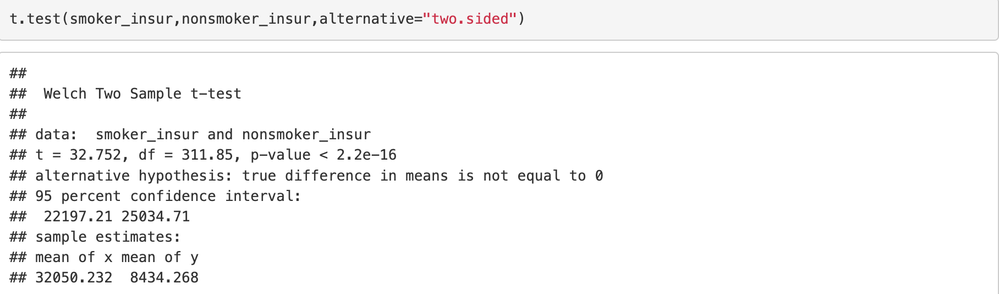 t.test(smoker_insur,nonsmoker_insur,alternative="two.sided")
##
##  Welch Two Sample t-test
##
## data:  smoker_insur and nonsmoker_insur
## t = 32.752, df = 311.85, p-value < 2.2e-16
## alternative hypothesis: true difference in means is not equal to 0
## 95 percent confidence interval:
##  22197.21 25034.71
## sample estimates:
## mean of x mean of y
## 32050.232  8434.268